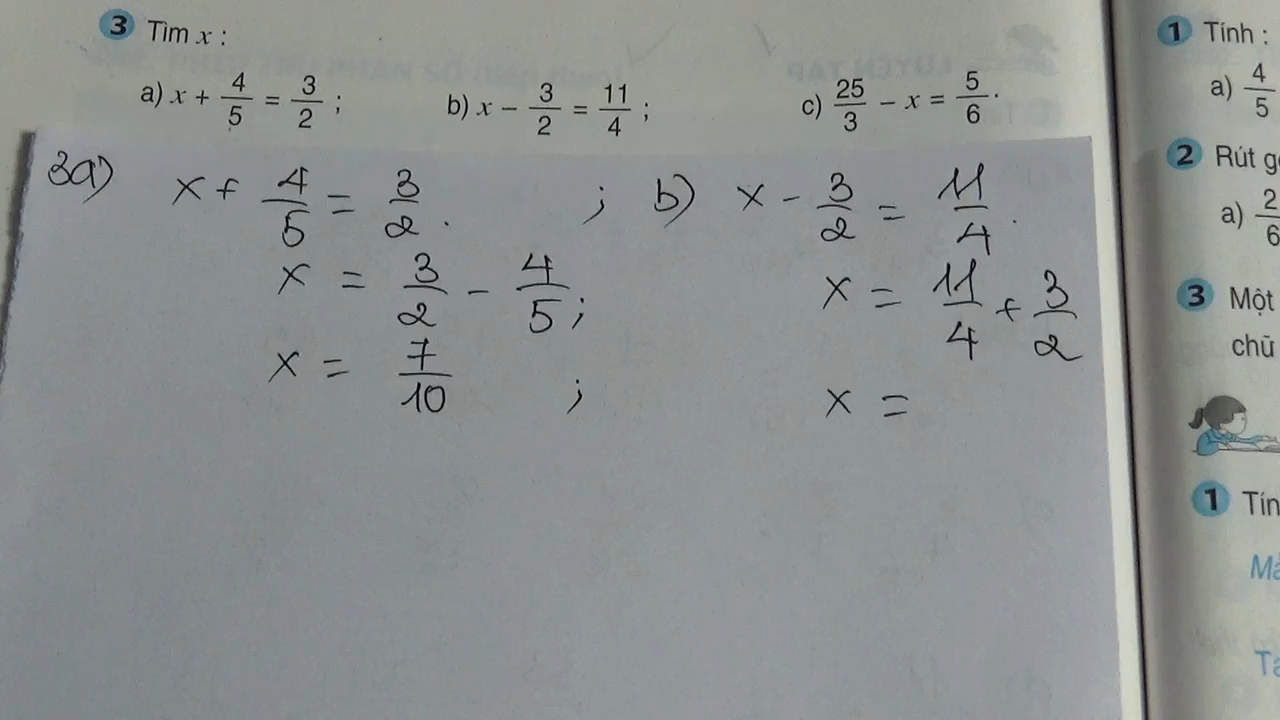 3 Tìm x :
a) x + 4/5 = 3/2 ; b) x − 3/2 = 11/4 ; c) 25/3 − x = 5/6 .
3a) x + 4/5 = 3/2 . ; b) x - 3/2 = 11/4 .
x = 3/2 - 4/5 ; x = 11/4 + 3/2
x = 7/10 ; x =
1 Tính :
a) 4/5
2 Rút
a) 2/6
3 Một
chũ
1